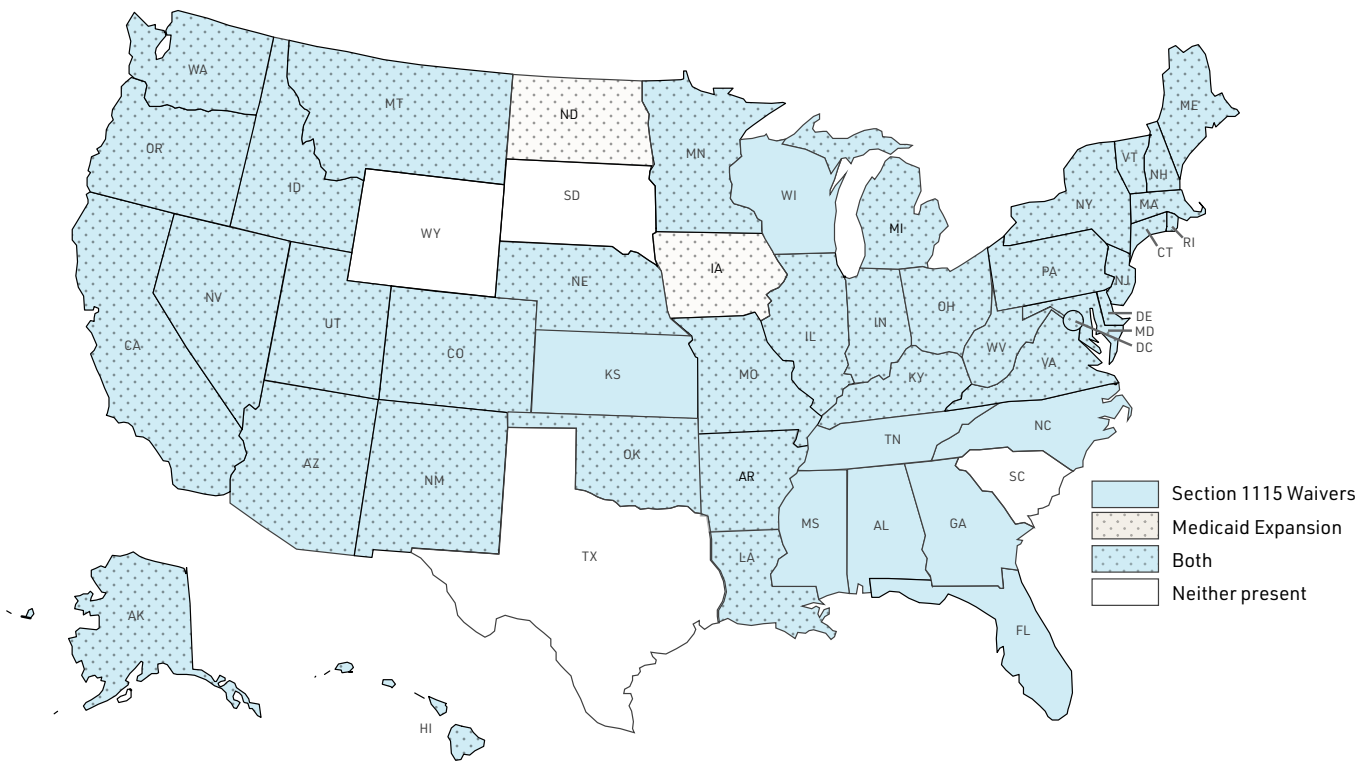 WA
MT
ND
MN
ME
OR
ID
SD
WI
VT
NH
NY
MA
WY
MI
RI
CT
IA
PA
NV
NE
NJ
UT
OH
DE
IL
IN
MD
CA
CO
WV
DC
VA
KS
MO
KY
NC
TN
AZ
OK
NM
AR
SC
Section 1115 Waivers
MS
AL
GA
Medicaid Expansion
TX
LA
Both
Neither present
AK
FL
HI